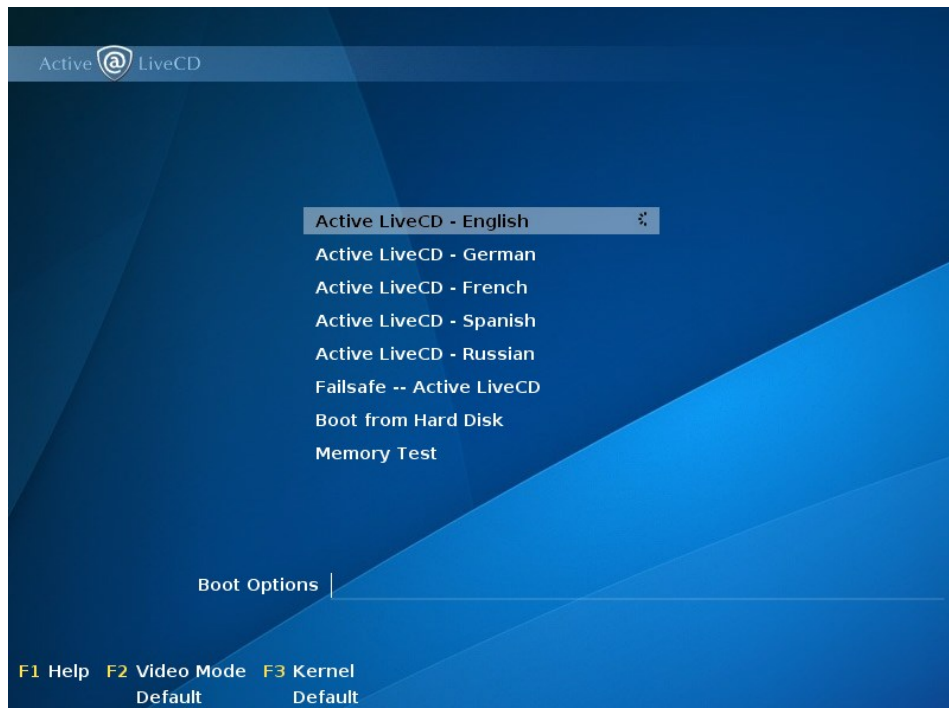 Active @ LiveCD
Active LiveCD - English
Active LiveCD - German
Active LiveCD - French
Active LiveCD - Spanish
Active LiveCD - Russian
Failsafe -- Active LiveCD
Boot from Hard Disk
Memory Test
Boot Options
F1 Help F2 Video Mode F3 Kernel
Default Default